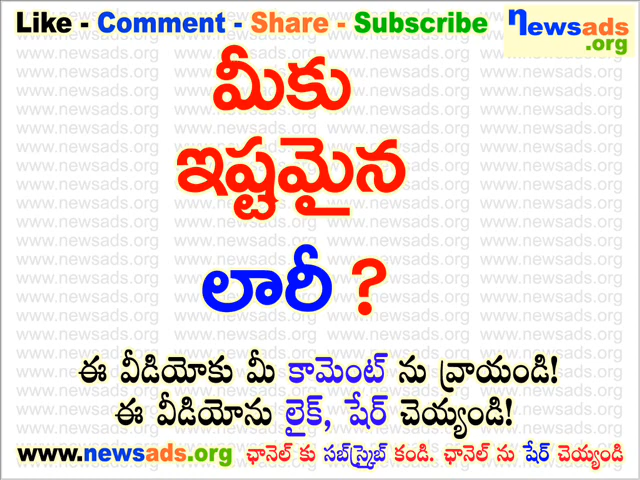 Like - Comment - Share - Subscribe
newsads
.org
మీకు
ఇష్టమైన
లారీ ?
ఈ వీడియోకు మీ కామెంట్ ను వ్రాయండి!
ఈ వీడియోను లైక్, షేర్ చెయ్యండి!
www.newsads.org ఛానెల్ కు సబ్‌స్క్రైబ్ కండి. ఛానెల్ ను షేర్ చెయ్యండి